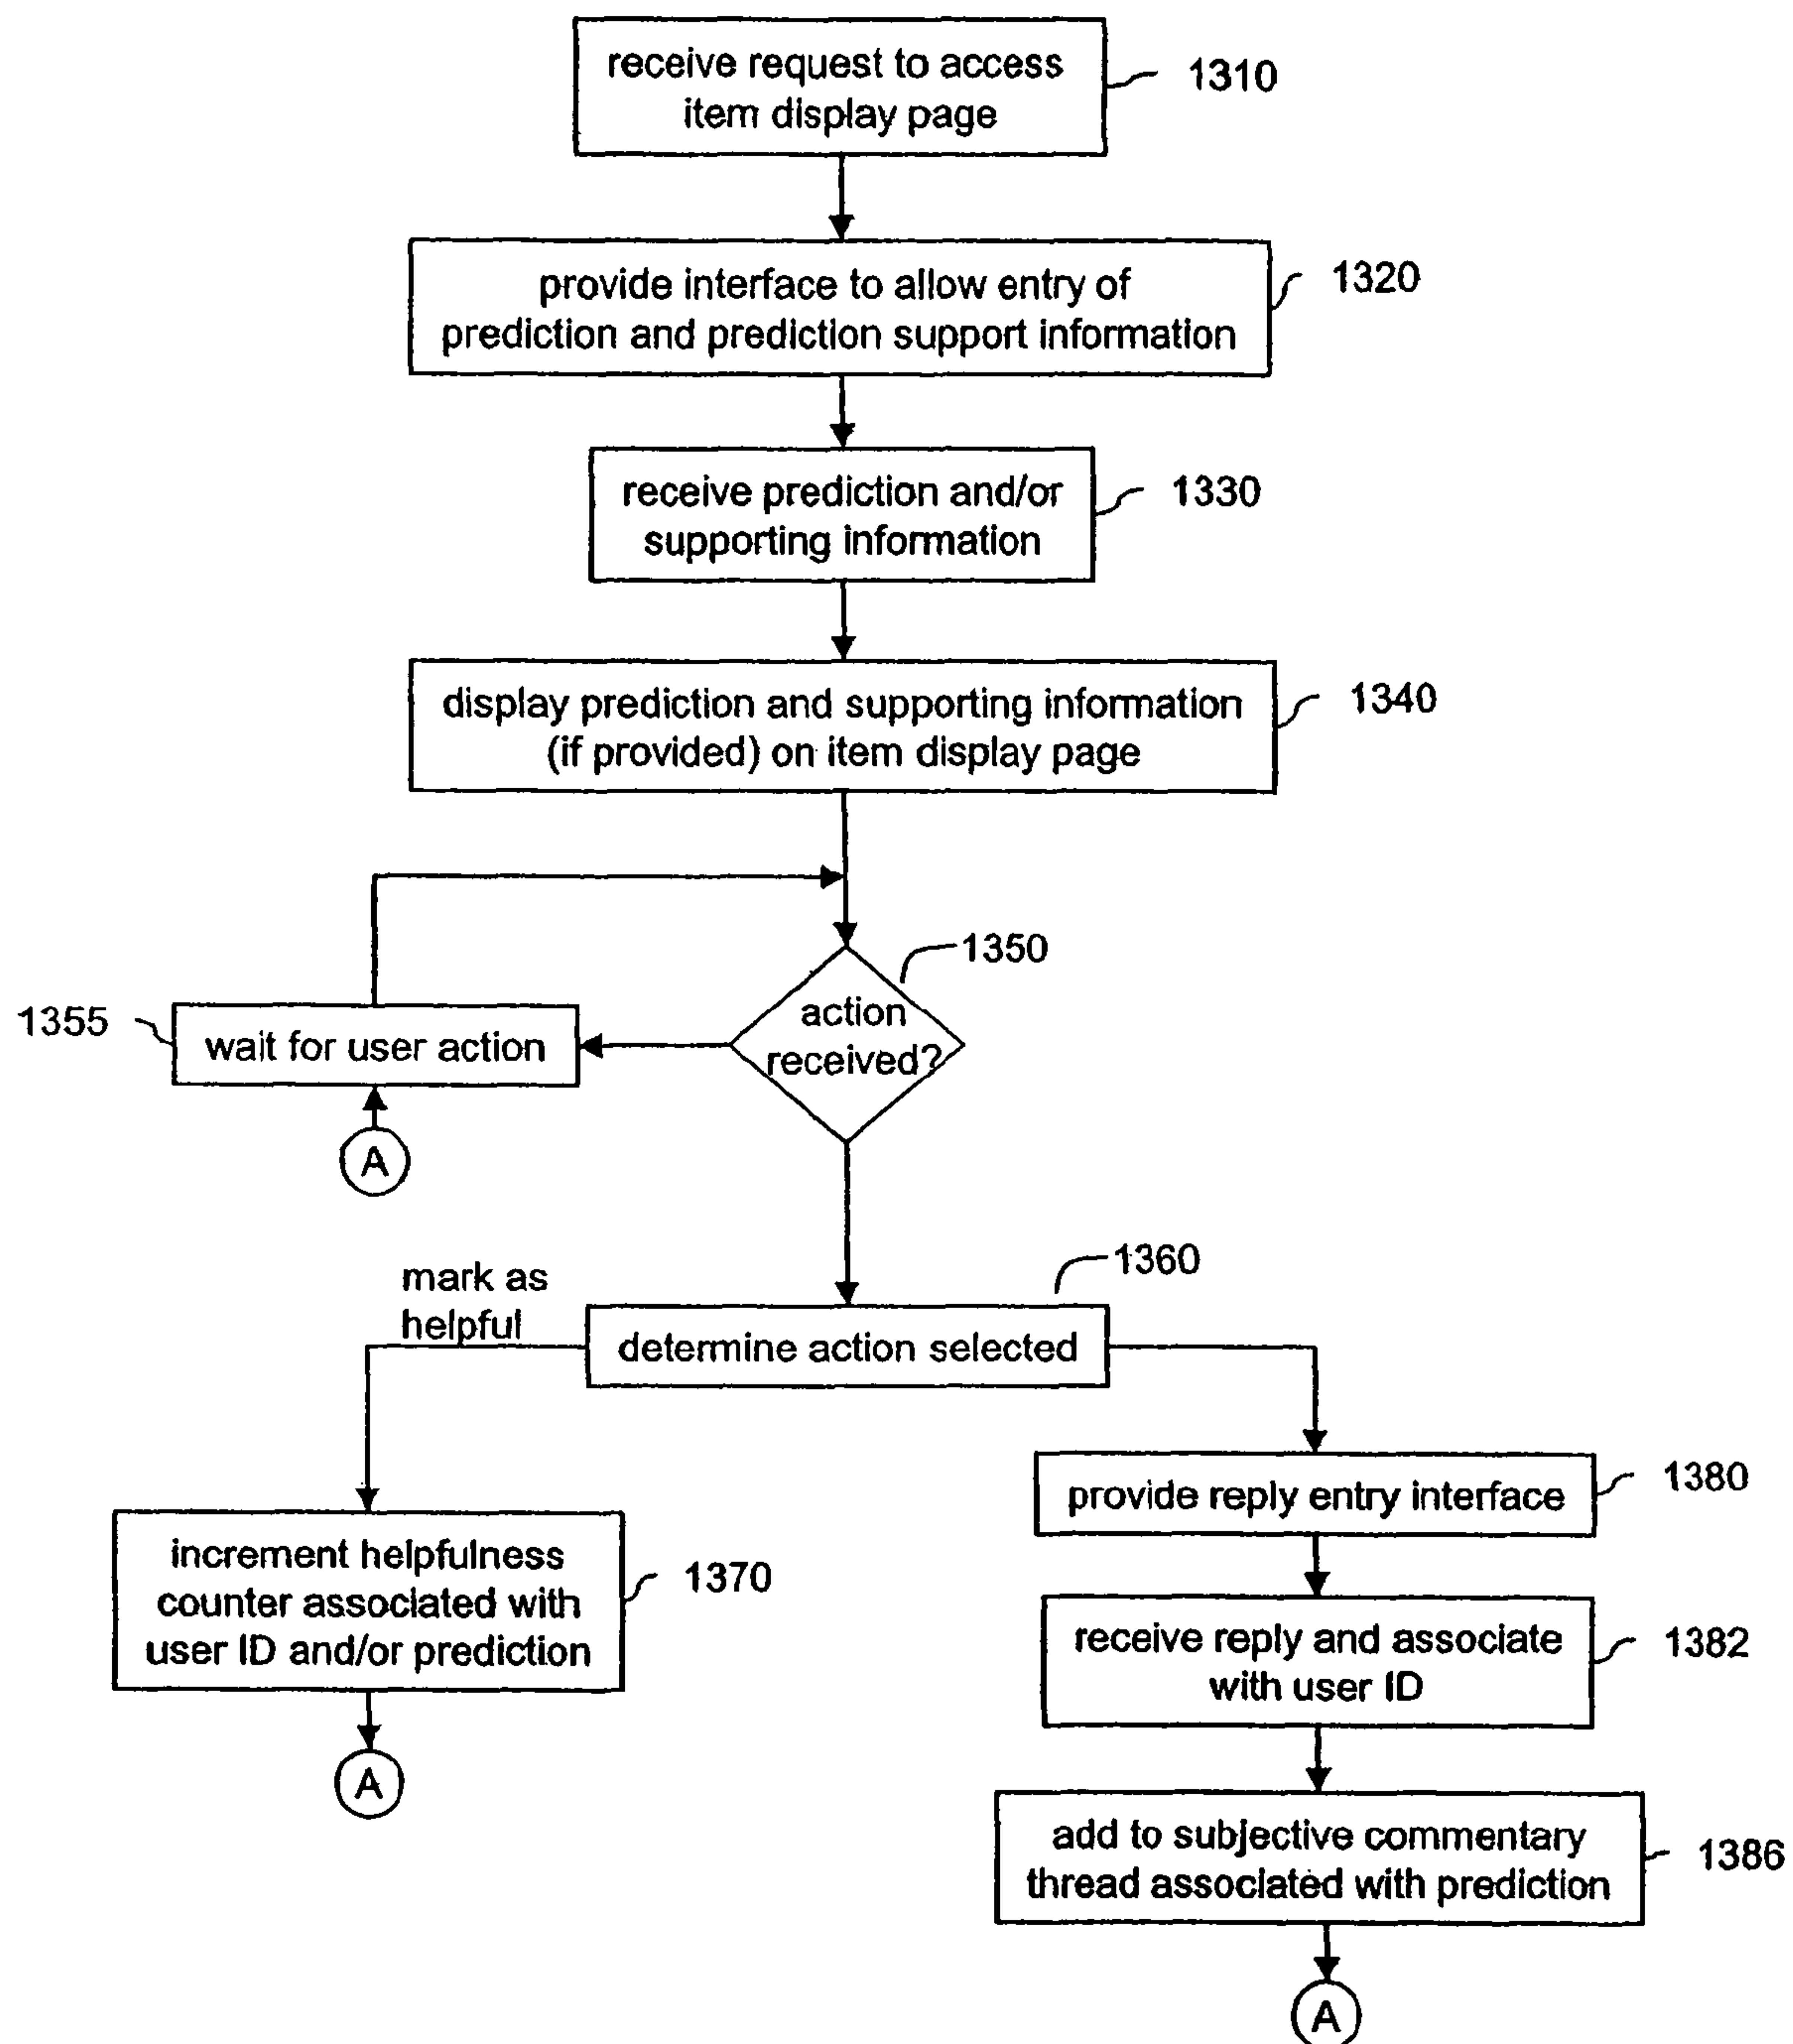 receive request to access
item display page
1310
provide interface to allow entry of
prediction and prediction support information
1320
receive prediction and/or
supporting information
1330
display prediction and supporting information
(if provided) on item display page
1340
1350
action
received?
1355
wait for user action
A
1360
mark as
helpful
determine action selected
provide reply entry interface
1380
increment helpfulness
counter associated with
user ID and/or prediction
1370
receive reply and associate
with user ID
1382
A
add to subjective commentary
thread associated with prediction
1386
A